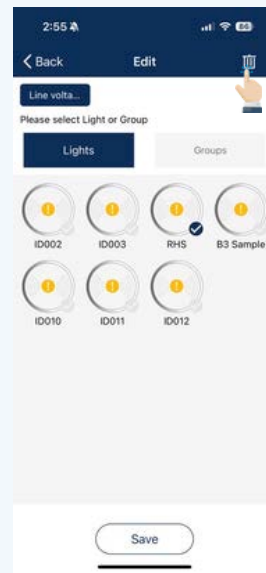 2:55
66
Back Edit
Line volta...
Please select Light or Group
Lights Groups
ID002 ID003 RHS B3 Sample
ID010 ID011 ID012
Save